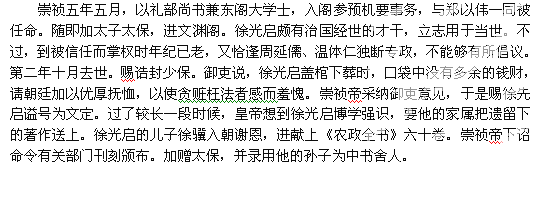 崇祯五年五月，以礼部尚书兼东阁大学士，入阁参预机要事务，与郑以伟一同被
任命。随即加太子太保，进文渊阁。徐光启颇有治国经世的才干，立志用于当世。不
过，到被信任而掌权时年纪已老，又恰逢周延儒、温体仁独断专政，不能够有所倡议。
第二年十月去世。赐诰封少保。御吏说，徐光启盖棺下葬时，口袋中没有多余的钱财，
请朝廷加以优厚抚恤，以使贪赃枉法者感而羞愧。崇祯帝采纳御吏意见，于是赐徐光
启谥号为文定。过了较长一段时候，皇帝想到徐光启博学强识，要他的家属把遗留下
的著作送上。徐光启的儿子徐骥入朝谢恩，进献上《农政全书》六十卷。崇祯帝下诏
命令有关部门刊刻颁布。加赠太保，并录用他的孙子为中书舍人。